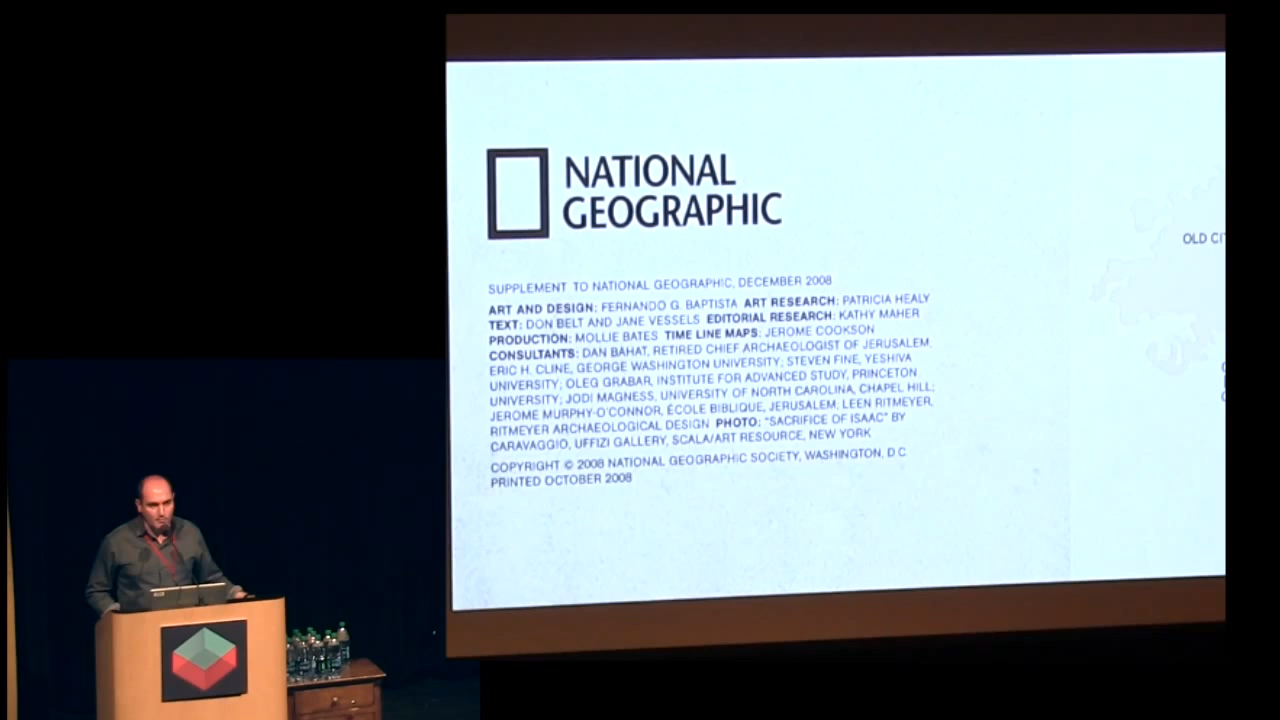 NATIONAL
GEOGRAPHIC
SUPPLEMENT TO NATIONAL GEOGRAPHIC, DECEMBER 2008
ART AND DESIGN: FERNANDO G. BAPTISTA ART RESEARCH: PATRICIA HEALY
TEXT: DON BELT AND JANE VESSELS EDITORIAL RESEARCH: KATHY MAHER
PRODUCTION: MOLLIE BATES TIME LINE MAPS: JEROME COOKSON
CONSULTANTS: DAN BAHAT, RETIRED CHIEF ARCHAEOLOGIST OF JERUSALEM,
ERIC H. CLINE, GEORGE WASHINGTON UNIVERSITY; STEVEN FINE, YESHIVA
UNIVERSITY; OLEG GRABAR, INSTITUTE FOR ADVANCED STUDY, PRINCETON
UNIVERSITY; JODI MAGNESS, UNIVERSITY OF NORTH CAROLINA, CHAPEL HILL;
JEROME MURPHY-O'CONNOR, ÉCOLE BIBLIQUE, JERUSALEM, LEEN RITMEYER,
RITMEYER ARCHAEOLOGICAL DESIGN PHOTO: "SACRIFICE OF ISAAC" BY
CARAVAGGIO, UFFIZI GALLERY, SCALA/ART RESOURCE, NEW YORK
COPYRIGHT © 2008 NATIONAL GEOGRAPHIC SOCIETY, WASHINGTON, D C
PRINTED OCTOBER 2008
OLD